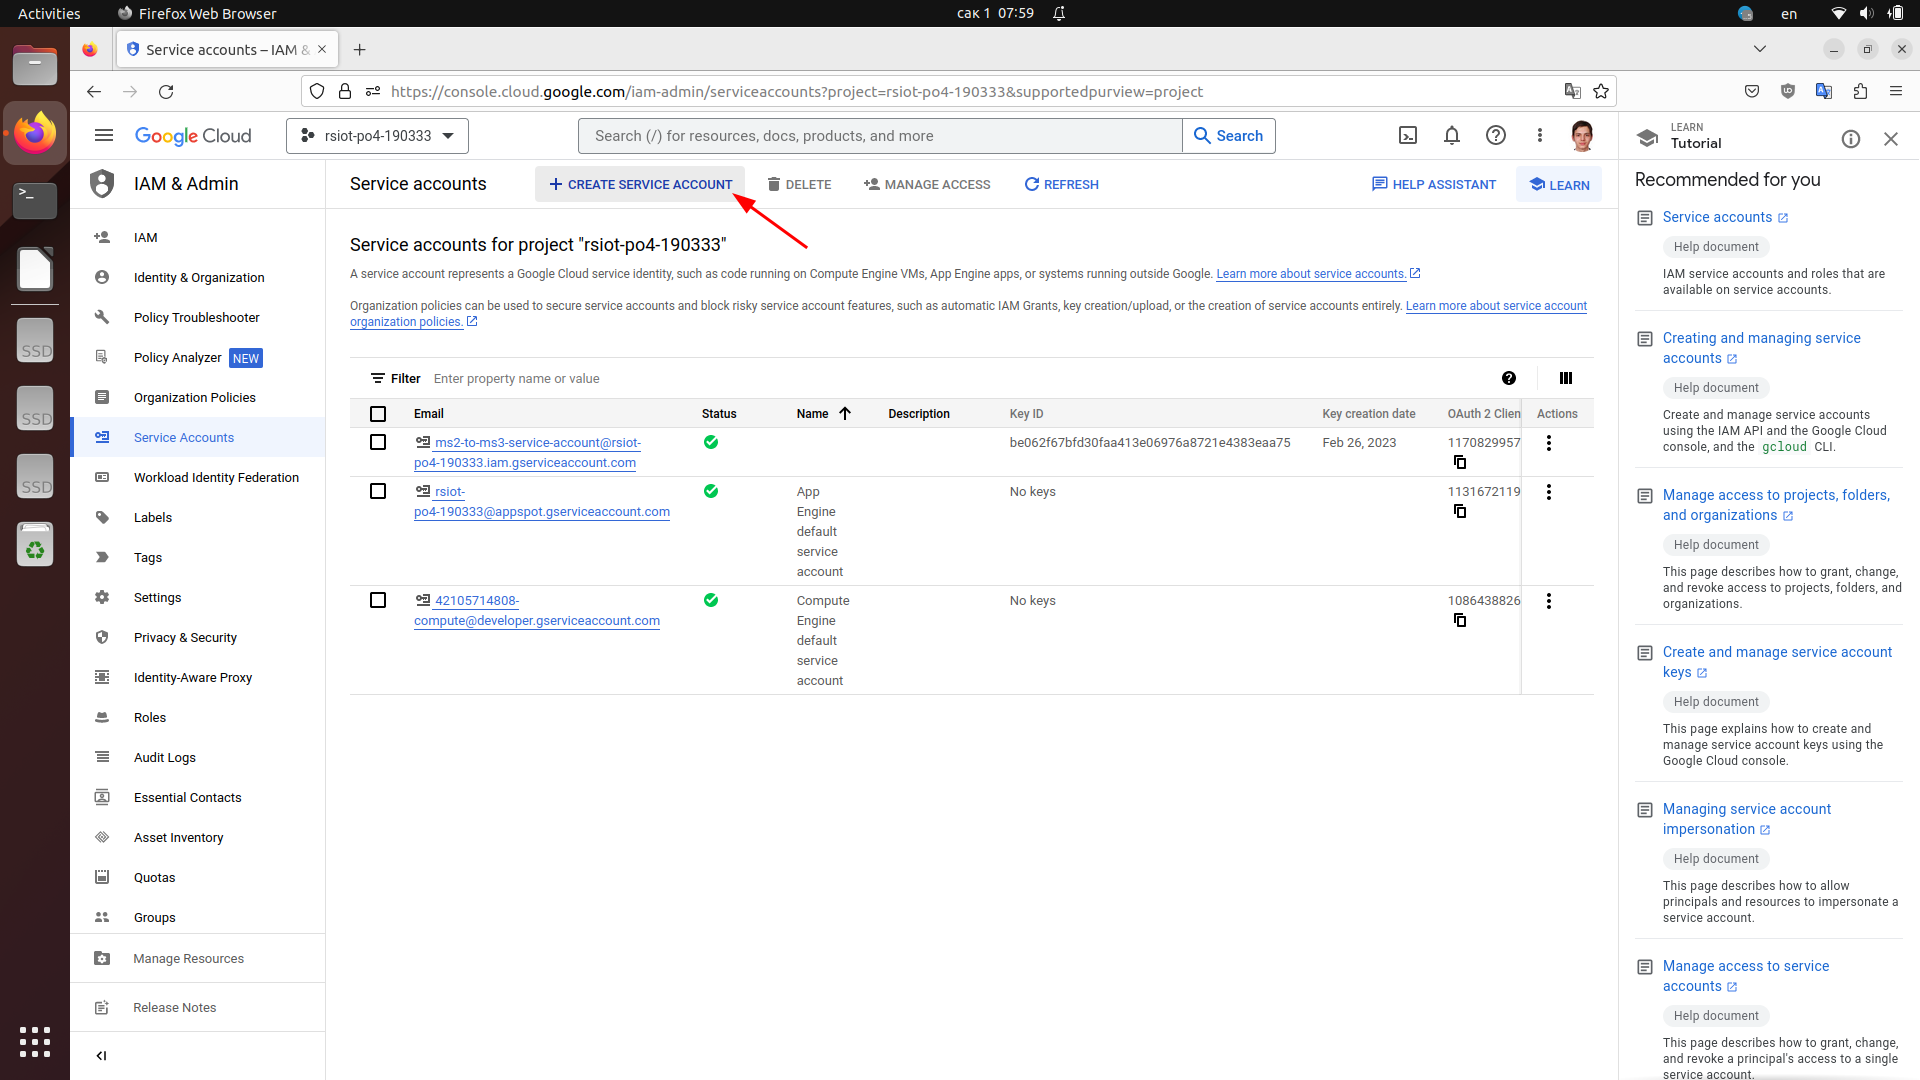 Activities
Firefox Web Browser
сак 1 07:59
en
Service accounts – IAM &
https://console.cloud.google.com/iam-admin/serviceaccounts?project=rsiot-po4-190333&supportedpurview=project
Google Cloud
rsiot-po4-190333
Search (/) for resources, docs, products, and more
Search
LEARN
Tutorial
IAM & Admin
Service accounts
CREATE SERVICE ACCOUNT
DELETE
MANAGE ACCESS
REFRESH
HELP ASSISTANT
LEARN
IAM
Identity & Organization
Policy Troubleshooter
Policy Analyzer NEW
Organization Policies
Service Accounts
Workload Identity Federation
Labels
Tags
Settings
Privacy & Security
Identity-Aware Proxy
Roles
Audit Logs
Essential Contacts
Asset Inventory
Quotas
Groups
Manage Resources
Release Notes
SSD
SSD
SSD
Service accounts for project "rsiot-po4-190333"
A service account represents a Google Cloud service identity, such as code running on Compute Engine VMs, App Engine apps, or systems running outside Google. Learn more about service accounts.
Organization policies can be used to secure service accounts and block risky service account features, such as automatic IAM Grants, key creation/upload, or the creation of service accounts entirely. Learn more about service account
organization policies.
Filter Enter property name or value
Email Status Name Description Key ID Key creation date OAuth 2 Clien Actions
ms2-to-ms3-service-account@rsiot-
po4-190333.iam.gserviceaccount.com
be062f67bfd30faa413e06976a8721e4383eaa75
Feb 26, 2023
1170829957
rsiot-
po4-190333@appspot.gserviceaccount.com
App
Engine
default
service
account
No keys
1131672119
42105714808-
compute@developer.gserviceaccount.com
Compute
Engine
default
service
account
No keys
1086438826
Recommended for you
Service accounts
Help document
IAM service accounts and roles that are
available on service accounts.
Creating and managing service
accounts
Help document
Create and manage service accounts
using the IAM API and the Google Cloud
console, and the gcloud CLI.
Manage access to projects, folders,
and organizations
Help document
This page describes how to grant, change,
and revoke access to projects, folders, and
organizations.
Create and manage service account
keys
Help document
This page explains how to create and
manage service account keys using the
Google Cloud console.
Managing service account
impersonation
Help document
This page describes how to allow
principals and resources to impersonate a
service account.
Manage access to service
accounts
Help document
This page describes how to grant, change,
and revoke a principal's access to a single
service account.